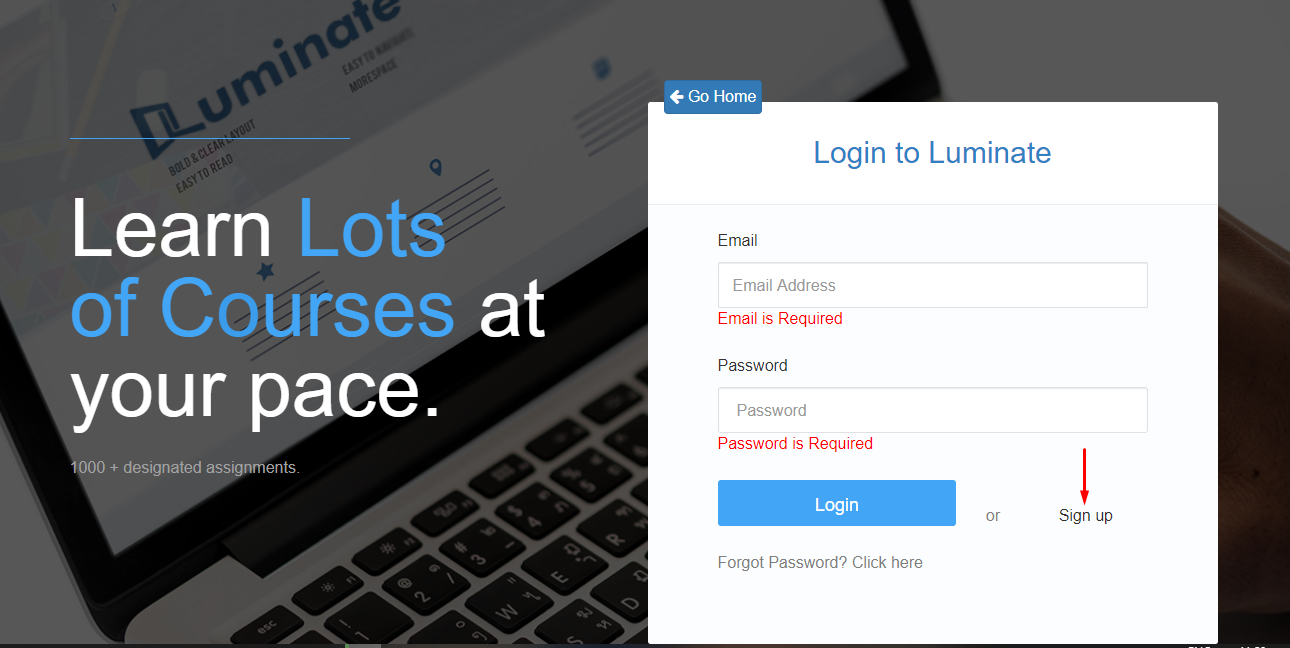 Luminate
EASY TO NAVIGATE
MORESPACE
BOLD & CLEAR LAYOUT
EASY TO READ
Learn Lots
of Courses at
your pace.
1000 + designated assignments.
Go Home
Login to Luminate
Email
Email Address
Email is Required
Password
Password
Password is Required
Login or Sign up
Forgot Password? Click here
esc